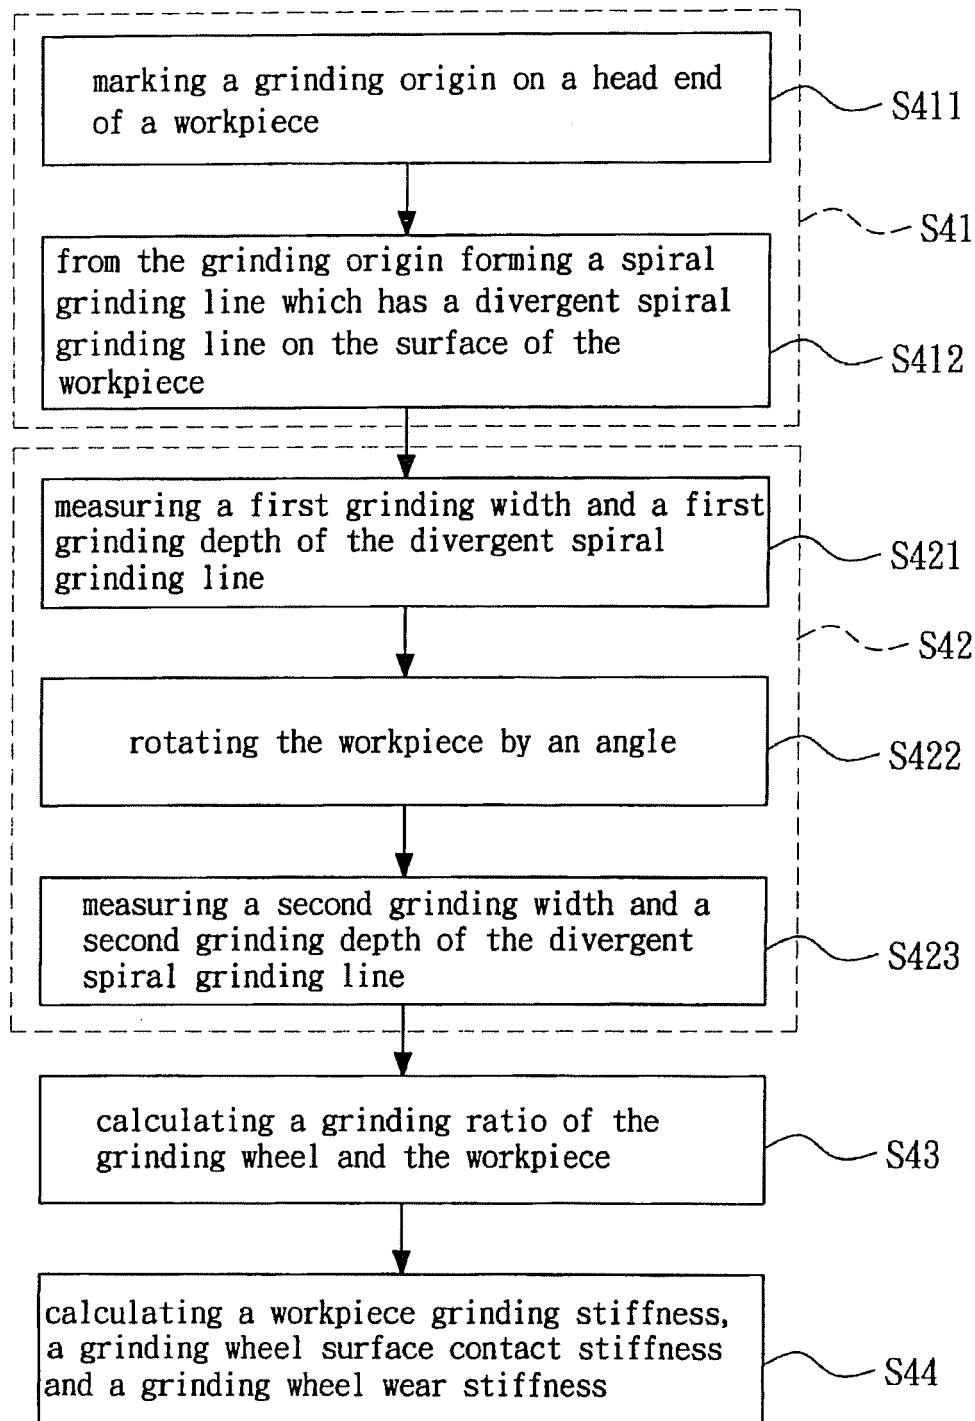 marking a grinding origin on a head end
of a workpiece
S411
S41
from the grinding origin forming a spiral
grinding line which has a divergent spiral
grinding line on the surface of the
workpiece
S412
measuring a first grinding width and a first
grinding depth of the divergent spiral
grinding line
S421
S42
rotating the workpiece by an angle
S422
measuring a second grinding width and a
second grinding depth of the divergent
spiral grinding line
S423
calculating a grinding ratio of the
grinding wheel and the workpiece
S43
calculating a workpiece grinding stiffness,
a grinding wheel surface contact stiffness
and a grinding wheel wear stiffness
S44